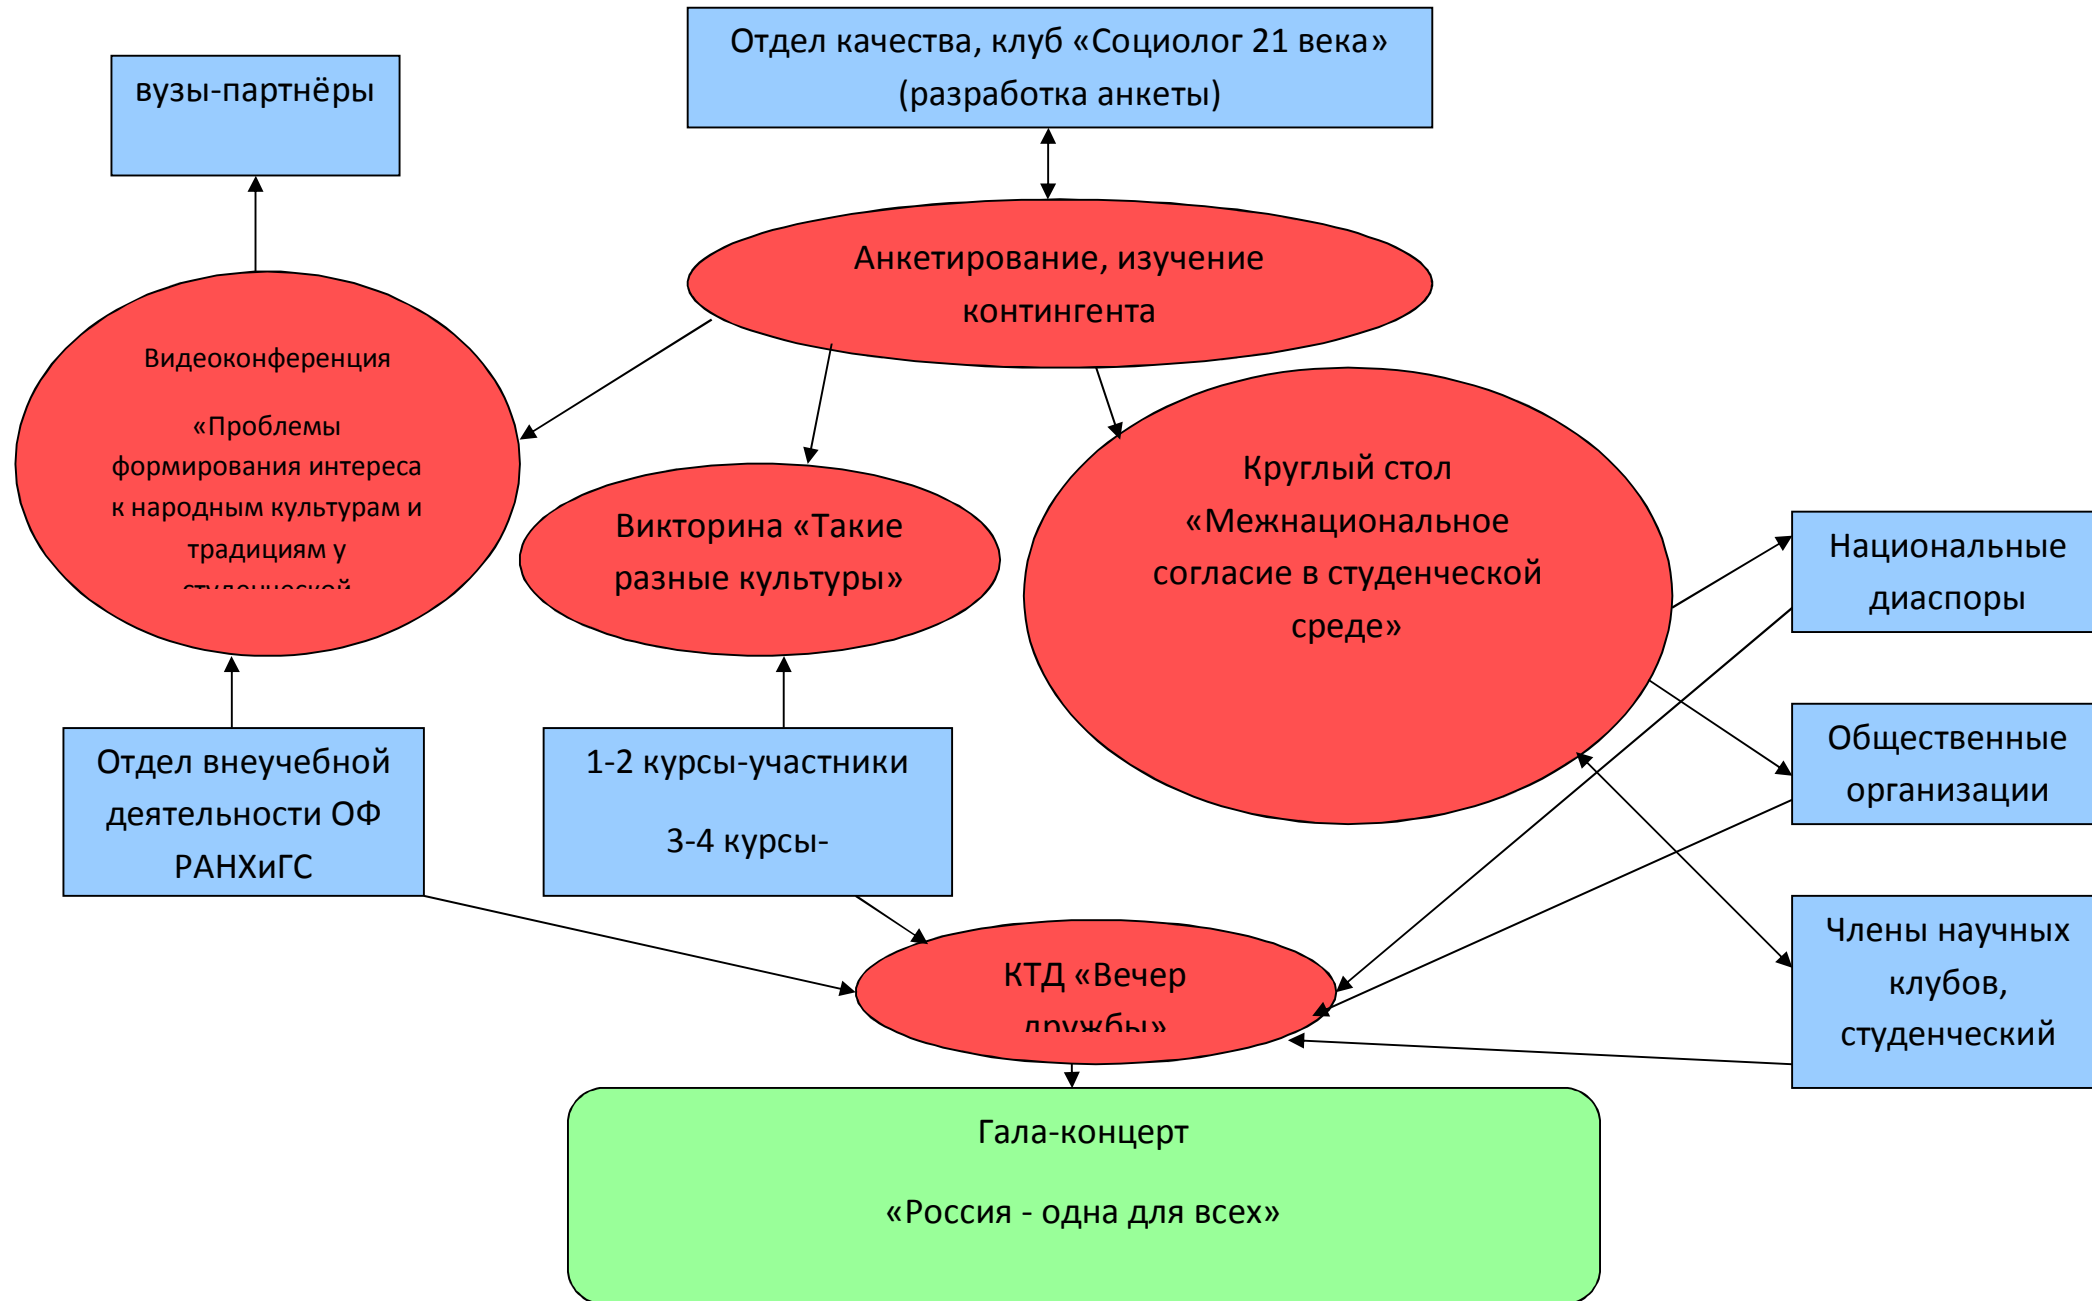 Отдел качества, клуб «Социолог 21 века»
(разработка анкеты)
вузы-партнёры
Анкетирование, изучение
контингента
Видеоконференция
«Проблемы
формирования интереса
к народным культурам и
традициям у
студенческой
Викторина «Такие
разные культуры»
Круглый стол
«Межнациональное
согласие в студенческой
среде»
Национальные
диаспоры
Общественные
организации
Члены научных
клубов,
студенческий
Отдел внеучебной
деятельности ОФ
РАНХиГС
1-2 курсы-участники
3-4 курсы-
КТД «Вечер
дружбы»
Гала-концерт
«Россия - одна для всех»